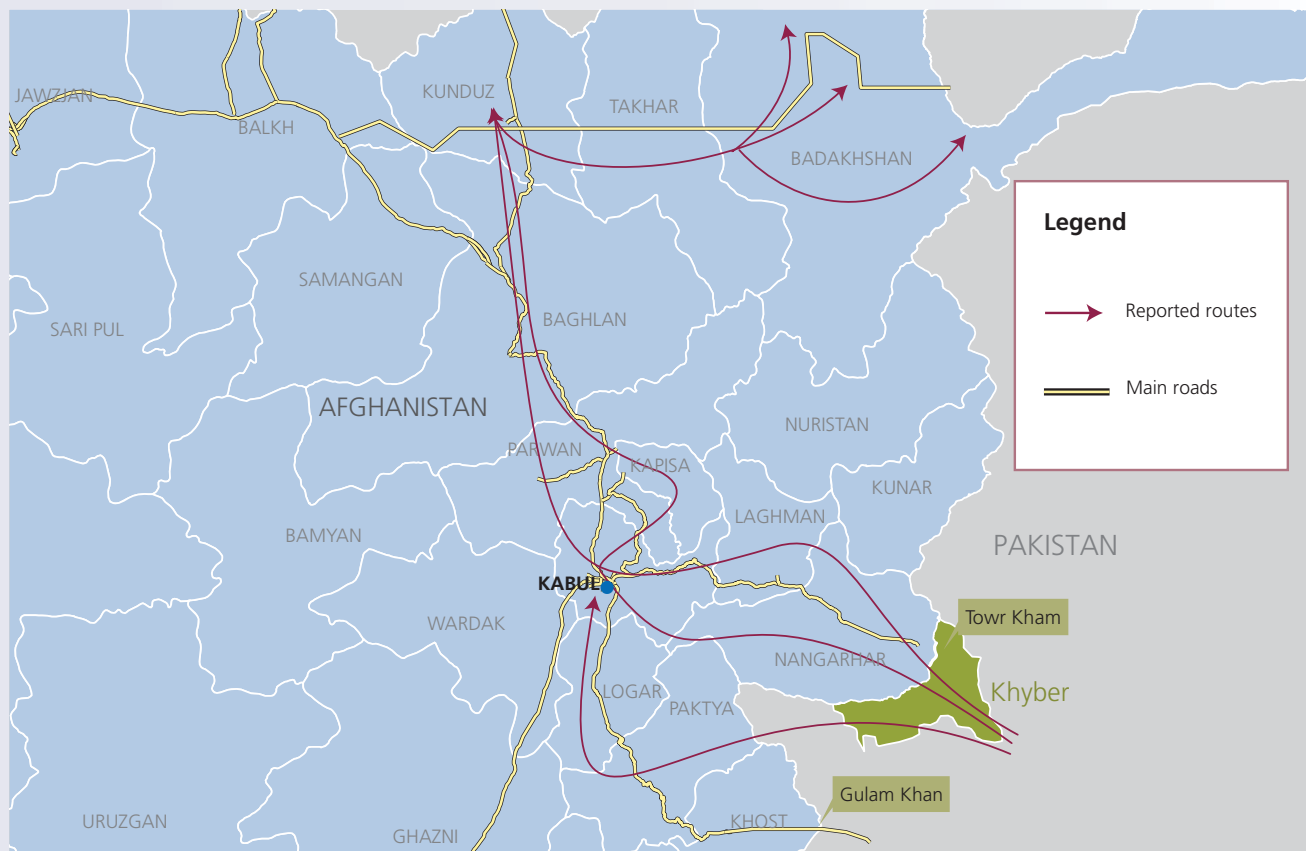 KUNDUZ
TAKHAR
JAWZJAN
BALKH
BADAKHSHAN
Legend
Reported routes
Main roads
SAMANGAN
SARI PUL
BAGHLAN
AFGHANISTAN
NURISTAN
PARWAN
KAPISA
KUNAR
LAGHMAN
BAMYAN
PAKISTAN
KABUL
Towr Kham
WARDAK
NANGARHAR
LOGAR
Khyber
PAKTYA
Gulam Khan
URUZGAN
KHOST
GHAZNI